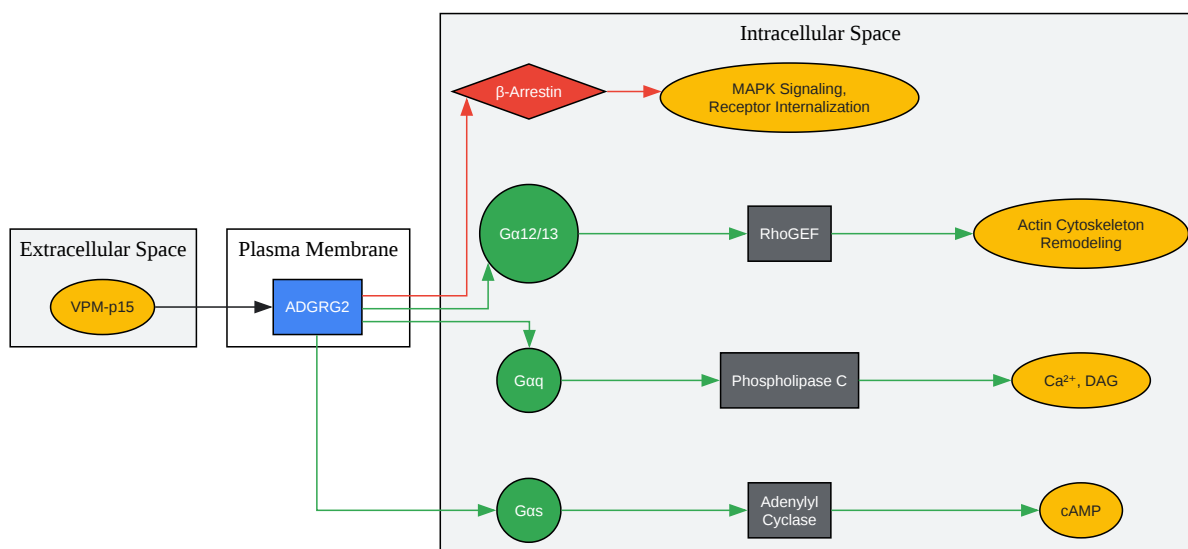 Intracellular Space
β-Arrestin
MAPK Signaling,
Receptor Internalization
Extracellular Space
VPM-p15
Plasma Membrane
ADGRG2
Gα12/13
RhoGEF
Actin Cytoskeleton
Remodeling
Gαq
Phospholipase C
Ca²⁺, DAG
Gαs
Adenylyl
Cyclase
cAMP